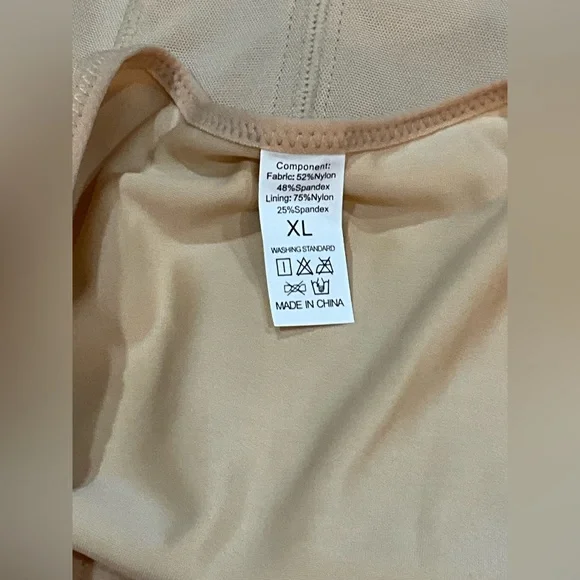 Component:
Fabric: 52%Nylon
48%Spandex
Lining: 75%Nylon
25%Spandex
XL
WASHING STANDARD
MADE IN CHINA